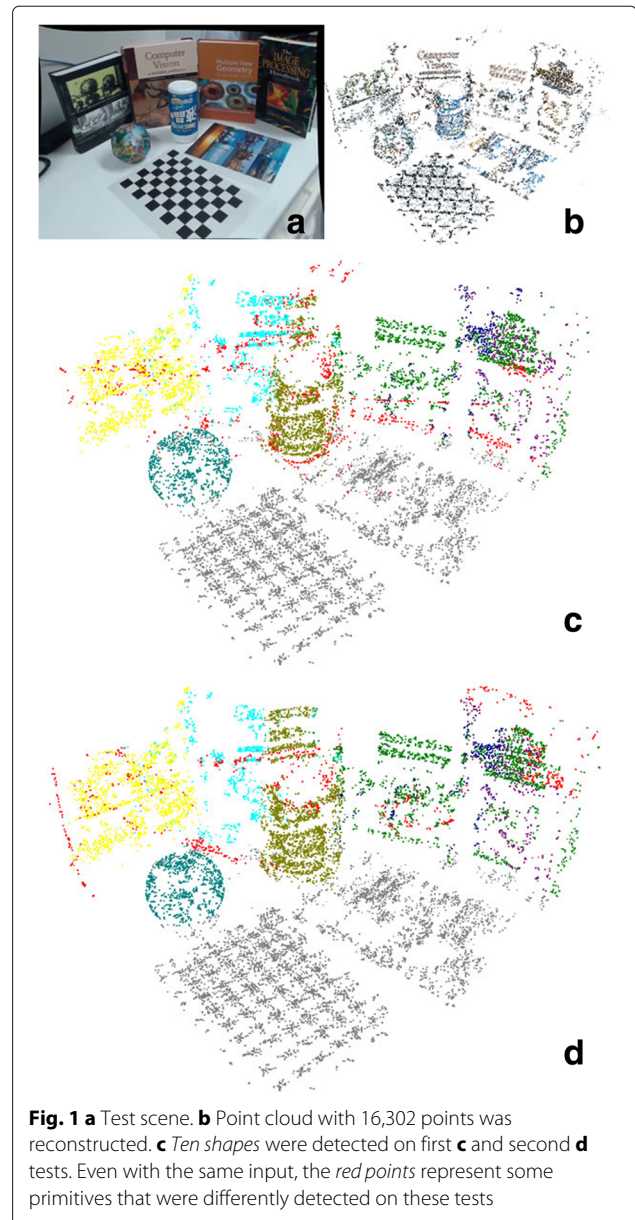 Computer
Vision
Multiple View
Geometry
The
IMAGE
PROCESSING
Handbook
a
b
c
d
Fig. 1 a Test scene. b Point cloud with 16,302 points was
reconstructed. c Ten shapes were detected on first c and second d
tests. Even with the same input, the red points represent some
primitives that were differently detected on these tests